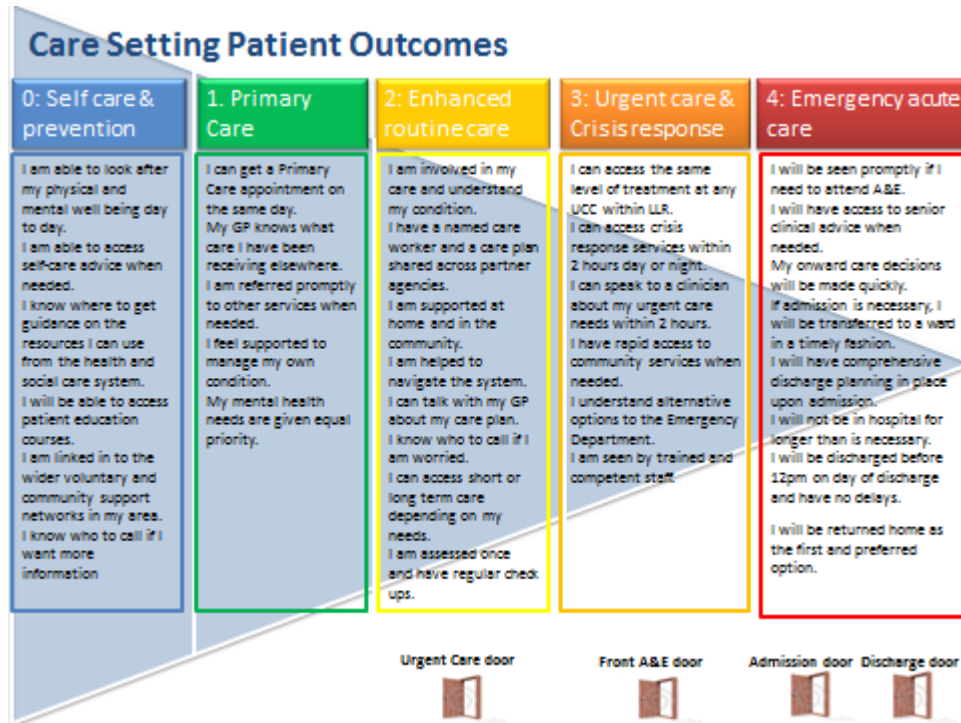 Care Setting Patient Outcomes
0: Self care &
prevention
I am able to look after
my physical and
mental well being day
to day.
I am able to access
self-care advice when
needed.
I know where to get
guidance on the
resources I can use
from the health and
social care system.
I will be able to access
patient education
courses.
I am linked in to the
wider voluntary and
community support
networks in my area.
I know who to call if I
want more
information
1. Primary
Care
I can get a Primary
Care appointment on
the same day.
My GP knows what
care I have been
receiving elsewhere.
I am referred promptly
to other services when
needed.
I feel supported to
manage my own
condition.
My mental health
needs are given equal
priority.
2: Enhanced
routine care
I am involved in my
care and understand
my condition.
I have a named care
worker and a care plan
shared across partner
agencies.
I am supported at
home and in the
community.
I am helped to
navigate the system.
I can talk with my GP
about my care plan.
I know who to call if I
am worried.
I can access short or
long term care
depending on my
needs.
I am assessed once
and have regular check
ups.
3: Urgent care &
Crisis response
I can access the same
level of treatment at any
UCC within LLR.
I can access crisis
response services within
2 hours day or night.
I can speak to a clinician
about my urgent care
needs within 2 hours.
I have rapid access to
community services when
needed.
I understand alternative
options to the Emergency
Department.
I am seen by trained and
competent staff
4: Emergency acute
care
I will be seen promptly if I
need to attend A&E.
I will have access to senior
clinical advice when
needed.
My onward care decisions
will be made quickly.
If admission is necessary, I
will be transferred to a ward
in a timely fashion.
I will have comprehensive
discharge planning in place
upon admission.
I will not be in hospital for
longer than is necessary.
I will be discharged before
12pm on day of discharge
and have no delays.
I will be returned home as
the first and preferred
option.
Urgent Care door
Front A&E door
Admission door
Discharge door